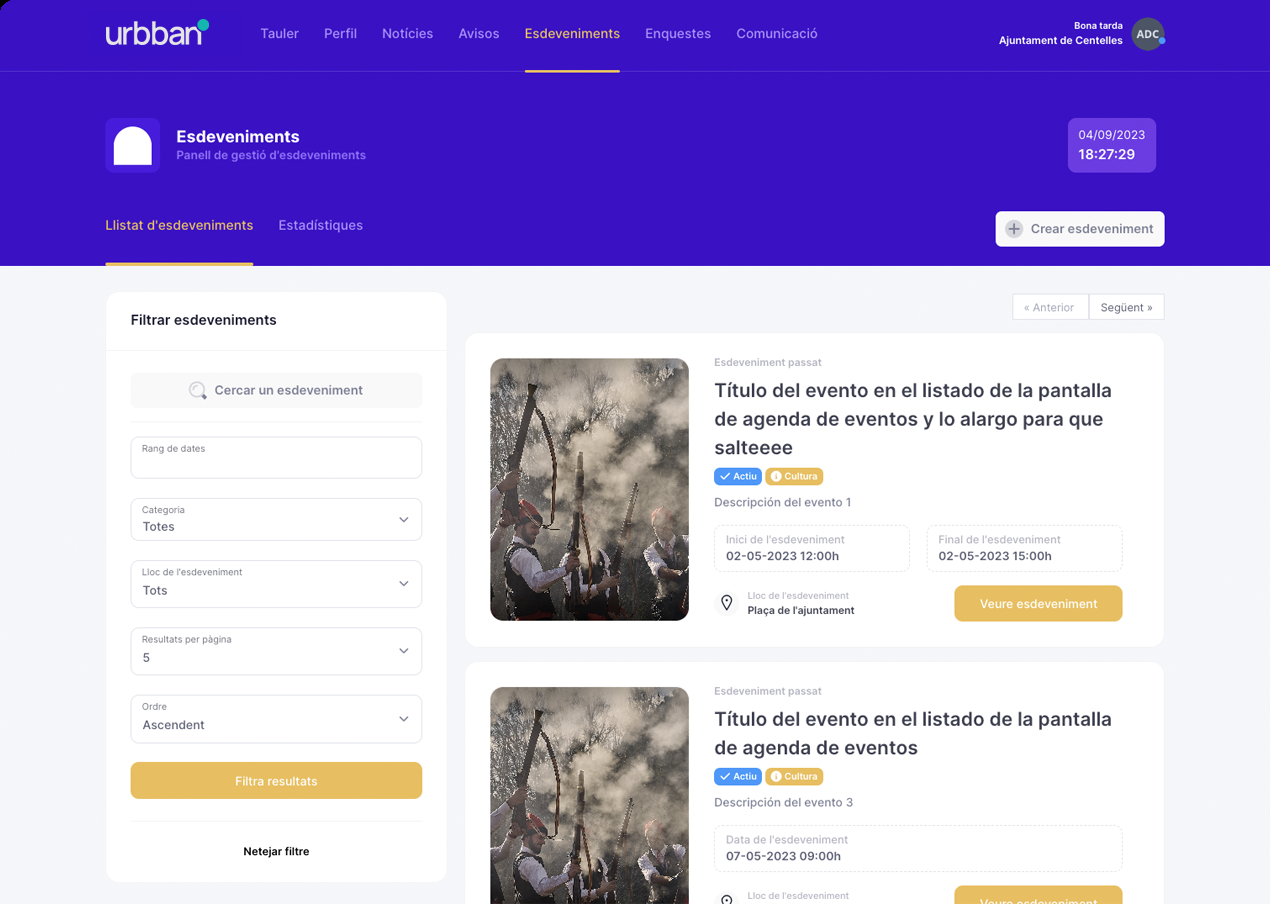 urbban
Tauler
Perfil
Notícies
Avisos
Esdeveniments
Enquestes
Comunicació
Bona tarda
Ajuntament de Centelles
ADC
Esdeveniments
Panell de gestió d'esdeveniments
04/09/2023
18:27:29
Llistat d'esdeveniments
Estadístiques
Crear esdeveniment
Filtrar esdeveniments
Cercar un esdeveniment
Rang de dates
Categoria
Totes
Lloc de l'esdeveniment
Tots
Resultats per pàgina
5
Ordre
Ascendent
Filtra resultats
Netejar filtre
« Anterior
Següent »
Esdeveniment passat
Título del evento en el listado de la pantalla
de agenda de eventos y lo alargo para que
salteeee
Actiu
Cultura
Descripción del evento 1
Inici de l'esdeveniment
02-05-2023 12:00h
Final de l'esdeveniment
02-05-2023 15:00h
Lloc de l'esdeveniment
Plaça de l'ajuntament
Veure esdeveniment
Esdeveniment passat
Título del evento en el listado de la pantalla
de agenda de eventos
Actiu
Cultura
Descripción del evento 3
Data de l'esdeveniment
07-05-2023 09:00h
Lloc de l'esdeveniment
Veure esdeveniment